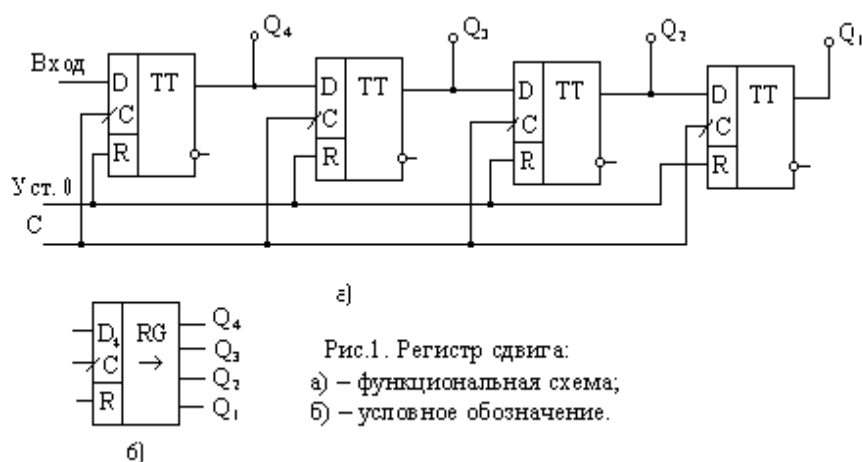 Q₄ Q₃ Q₂ Q₁
Вход
D TT D TT D TT D TT
C C C C
R R R R
Уст. 0
C
а)
D₄ RG Q₄
C → Q₃
R Q₂
Q₁
б)
Рис.1. Регистр сдвига:
а) – функциональная схема;
б) – условное обозначение.